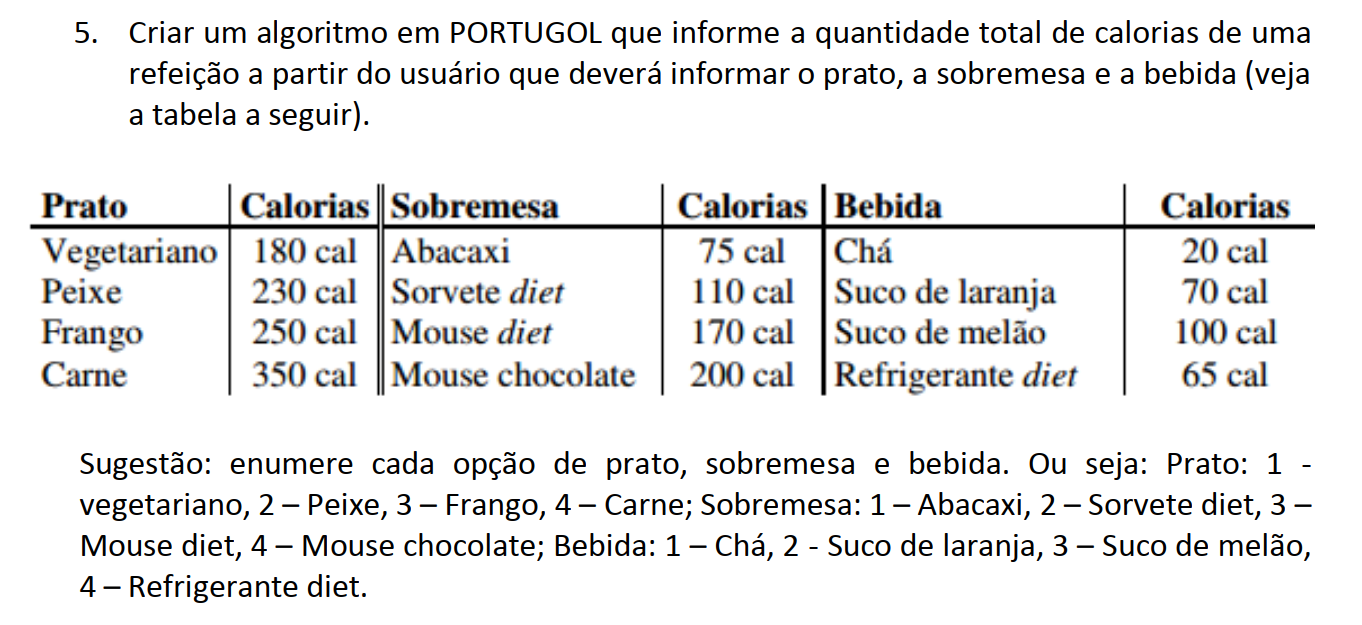 5. Criar um algoritmo em PORTUGOL que informe a quantidade total de calorias de uma
refeição a partir do usuário que deverá informar o prato, a sobremesa e a bebida (veja
a tabela a seguir).
Prato Calorias Sobremesa Calorias Bebida Calorias
Vegetariano 180 cal Abacaxi 75 cal Chá 20 cal
Peixe 230 cal Sorvete diet 110 cal Suco de laranja 70 cal
Frango 250 cal Mouse diet 170 cal Suco de melão 100 cal
Carne 350 cal Mouse chocolate 200 cal Refrigerante diet 65 cal
Sugestão: enumere cada opção de prato, sobremesa e bebida. Ou seja: Prato: 1 -
vegetariano, 2 – Peixe, 3 – Frango, 4 – Carne; Sobremesa: 1 – Abacaxi, 2 – Sorvete diet, 3 –
Mouse diet, 4 – Mouse chocolate; Bebida: 1 – Chá, 2 - Suco de laranja, 3 – Suco de melão,
4 – Refrigerante diet.